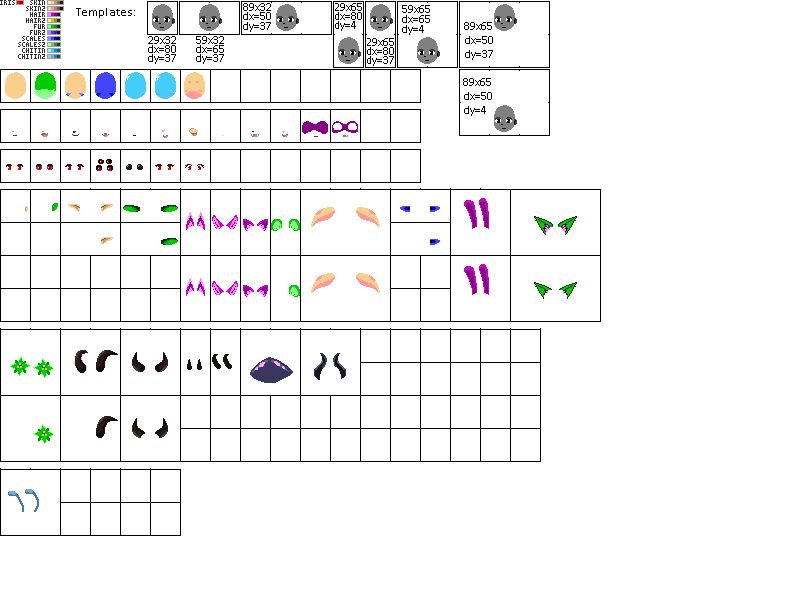 IRIS
SKIN
SKIN2
HAIR
HAIR2
FUR
FUR2
SCALES
SCALES2
CHITIN
CHITIN2
Templates:
29x32
dx=80
dy=37
59x32
dx=65
dy=37
89x32
dx=50
dy=37
29x65
dx=80
dy=4
29x65
dx=80
dy=37
59x65
dx=65
dy=4
89x65
dx=50
dy=37
89x65
dx=50
dy=4